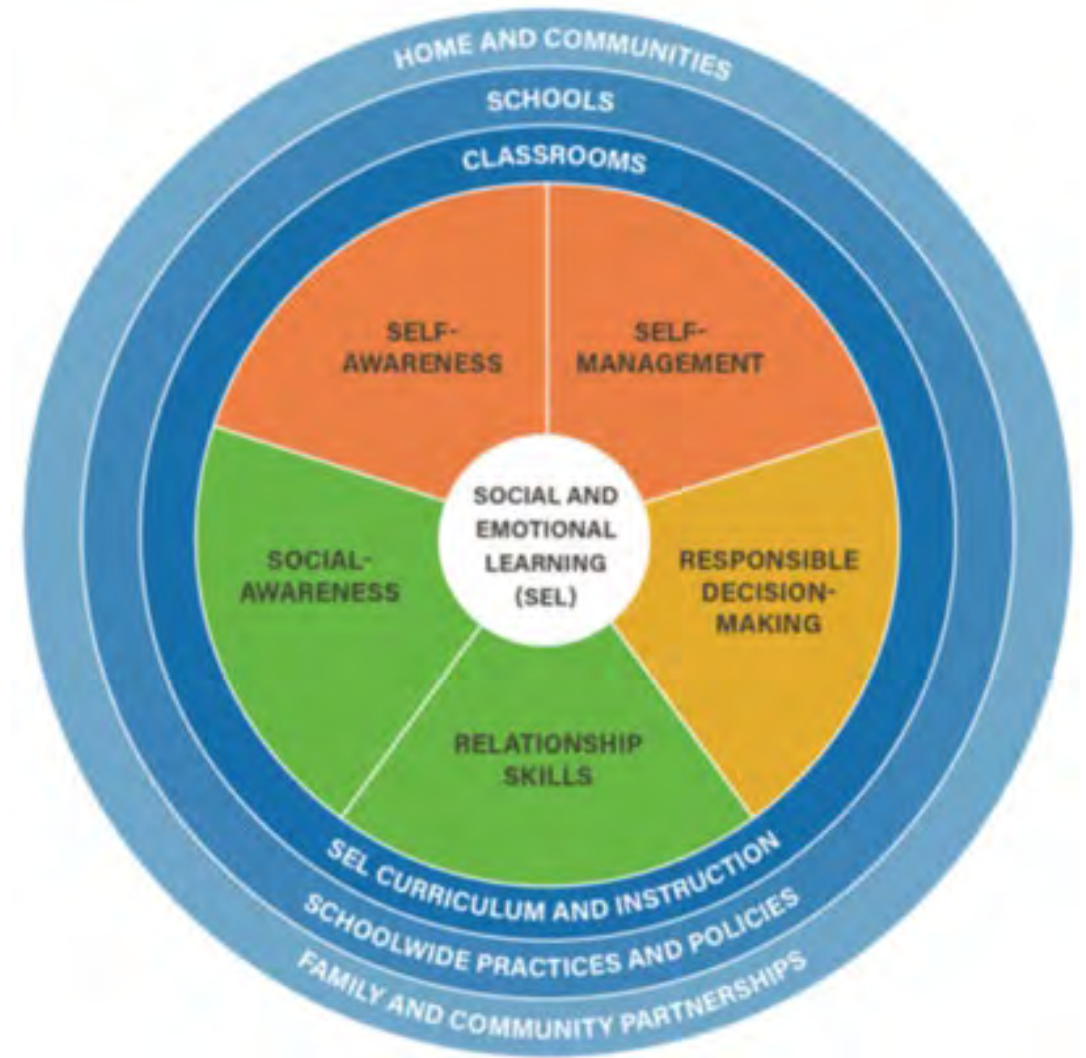 HOME AND COMMUNITIES
SCHOOLS
CLASSROOMS
SELF-
AWARENESS
SELF-
MANAGEMENT
SOCIAL AND
EMOTIONAL
LEARNING
(SEL)
SOCIAL-
AWARENESS
RESPONSIBLE
DECISION-
MAKING
RELATIONSHIP
SKILLS
SEL CURRICULUM AND INSTRUCTION
SCHOOLWIDE PRACTICES AND POLICIES
FAMILY AND COMMUNITY PARTNERSHIPS